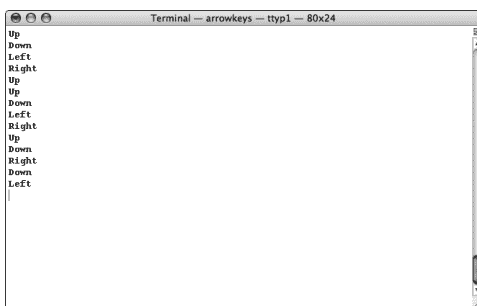 Terminal — arrowkeys — ttyp1 — 80x24
Up
Down
Left
Right
Up
Up
Down
Left
Right
Up
Down
Right
Down
Left